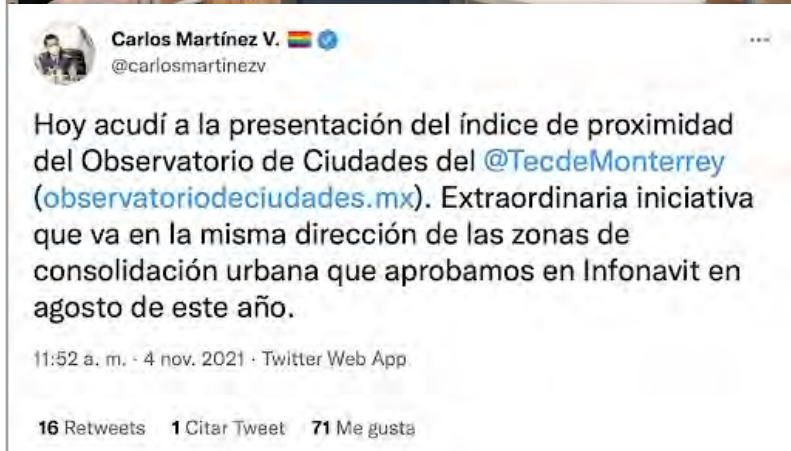 Carlos Martínez V.
@carlosmartinezv
Hoy acudí a la presentación del índice de proximidad
del Observatorio de Ciudades del @TecdeMonterrey
(observatoriodeciudades.mx). Extraordinaria iniciativa
que va en la misma dirección de las zonas de
consolidación urbana que aprobamos en Infonavit en
agosto de este año.
11:52 a. m. · 4 nov. 2021 · Twitter Web App
16 Retweets 1 Citar Tweet 71 Me gusta